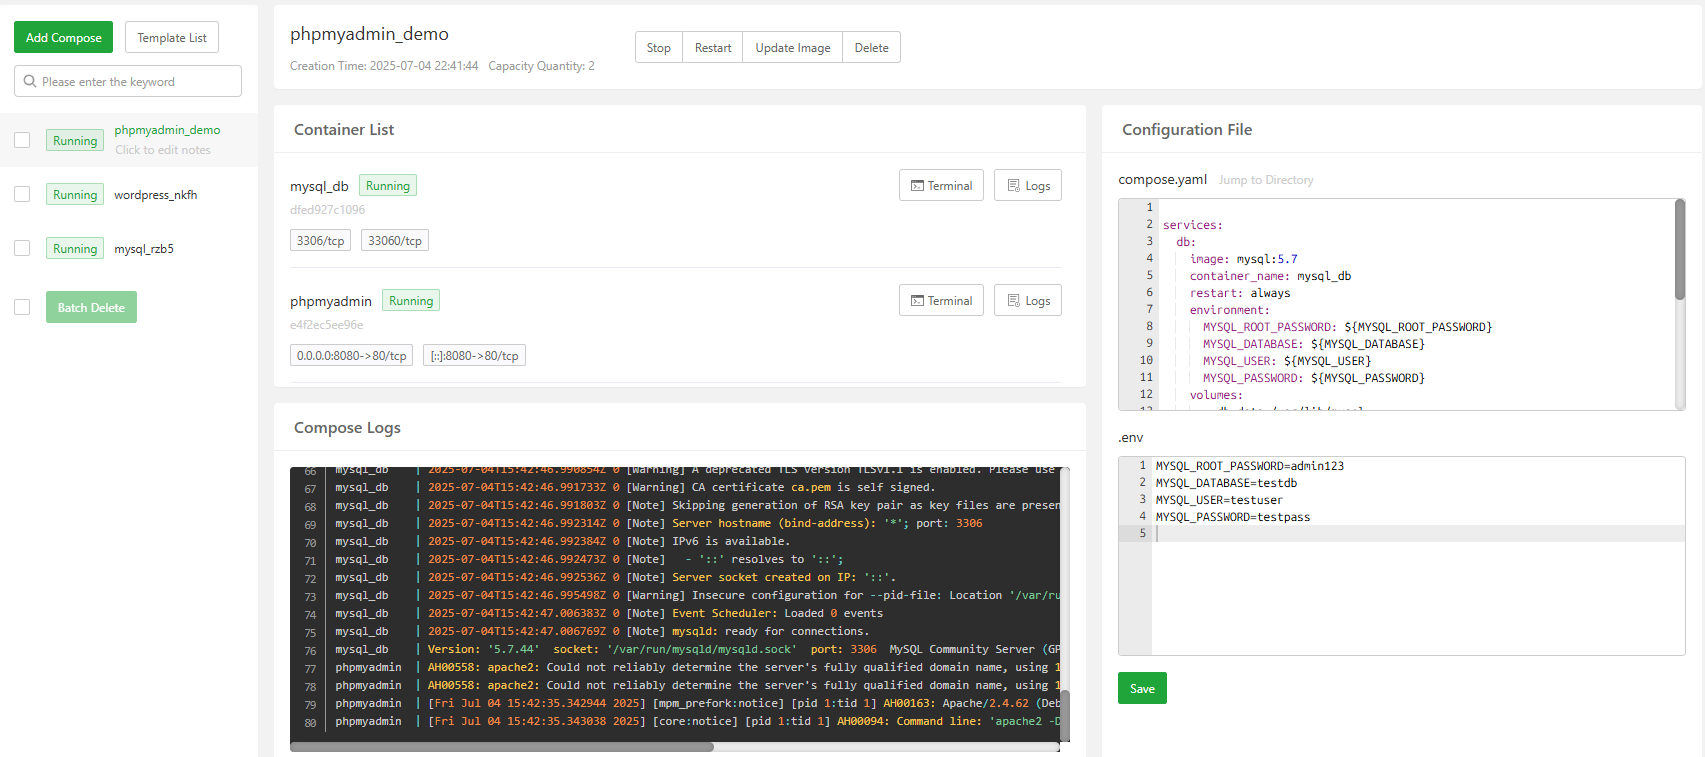 Add Compose
Template List
Please enter the keyword
Running
phpmyadmin_demo
Click to edit notes
Running
wordpress_nkfh
Running
mysql_rzb5
Batch Delete
phpmyadmin_demo
Creation Time: 2025-07-04 22:41:44 Capacity Quantity: 2
Stop
Restart
Update Image
Delete
Container List
mysql_db
Running
dfed927c1096
3306/tcp
33060/tcp
Terminal
Logs
phpmyadmin
Running
e4f2ec5ee96e
0.0.0.0:8080->80/tcp
[::]:8080->80/tcp
Terminal
Logs
Compose Logs
66 mysql_db | 2025-07-04T15:42:46.990854Z 0 [Warning] A deprecated TLS version TLSv1.1 is enabled. Please use
67 mysql_db | 2025-07-04T15:42:46.991733Z 0 [Warning] CA certificate ca.pem is self signed.
68 mysql_db | 2025-07-04T15:42:46.991803Z 0 [Note] Skipping generation of RSA key pair as key files are presen
69 mysql_db | 2025-07-04T15:42:46.992314Z 0 [Note] Server hostname (bind-address): '*'; port: 3306
70 mysql_db | 2025-07-04T15:42:46.992384Z 0 [Note] IPv6 is available.
71 mysql_db | 2025-07-04T15:42:46.992473Z 0 [Note]   - '::' resolves to '::';
72 mysql_db | 2025-07-04T15:42:46.992536Z 0 [Note] Server socket created on IP: '::'.
73 mysql_db | 2025-07-04T15:42:46.995498Z 0 [Warning] Insecure configuration for --pid-file: Location '/var/ru
74 mysql_db | 2025-07-04T15:42:47.006383Z 0 [Note] Event Scheduler: Loaded 0 events
75 mysql_db | 2025-07-04T15:42:47.006769Z 0 [Note] mysqld: ready for connections.
76 mysql_db | Version: '5.7.44'  socket: '/var/run/mysqld/mysqld.sock'  port: 3306  MySQL Community Server (GP
77 phpmyadmin | AH00558: apache2: Could not reliably determine the server's fully qualified domain name, using 1
78 phpmyadmin | AH00558: apache2: Could not reliably determine the server's fully qualified domain name, using 1
79 phpmyadmin | [Fri Jul 04 15:42:35.342944 2025] [mpm_prefork:notice] [pid 1:tid 1] AH00163: Apache/2.4.62 (Deb
80 phpmyadmin | [Fri Jul 04 15:42:35.343038 2025] [core:notice] [pid 1:tid 1] AH00094: Command line: 'apache2 -D
Configuration File
compose.yaml Jump to Directory
1
2 services:
3   db:
4     image: mysql:5.7
5     container_name: mysql_db
6     restart: always
7     environment:
8       MYSQL_ROOT_PASSWORD: ${MYSQL_ROOT_PASSWORD}
9       MYSQL_DATABASE: ${MYSQL_DATABASE}
10       MYSQL_USER: ${MYSQL_USER}
11       MYSQL_PASSWORD: ${MYSQL_PASSWORD}
12     volumes:
.env
1 MYSQL_ROOT_PASSWORD=admin123
2 MYSQL_DATABASE=testdb
3 MYSQL_USER=testuser
4 MYSQL_PASSWORD=testpass
5
Save